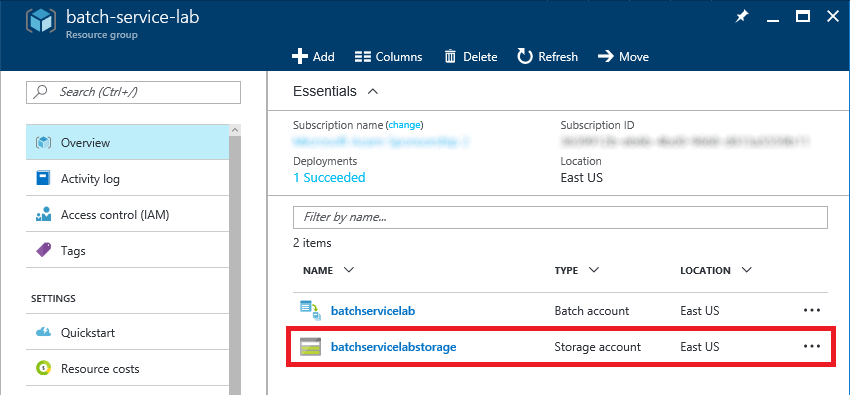 batch-service-lab
Resource group
Add Columns Delete Refresh Move
Search (Ctrl+/)
Overview
Activity log
Access control (IAM)
Tags
SETTINGS
Quickstart
Resource costs
Essentials
Subscription name (change) Subscription ID
Deployments Location
1 Succeeded East US
Filter by name...
2 items
NAME TYPE LOCATION
batchservicelab Batch account East US ...
batchservicelabstorage Storage account East US ...